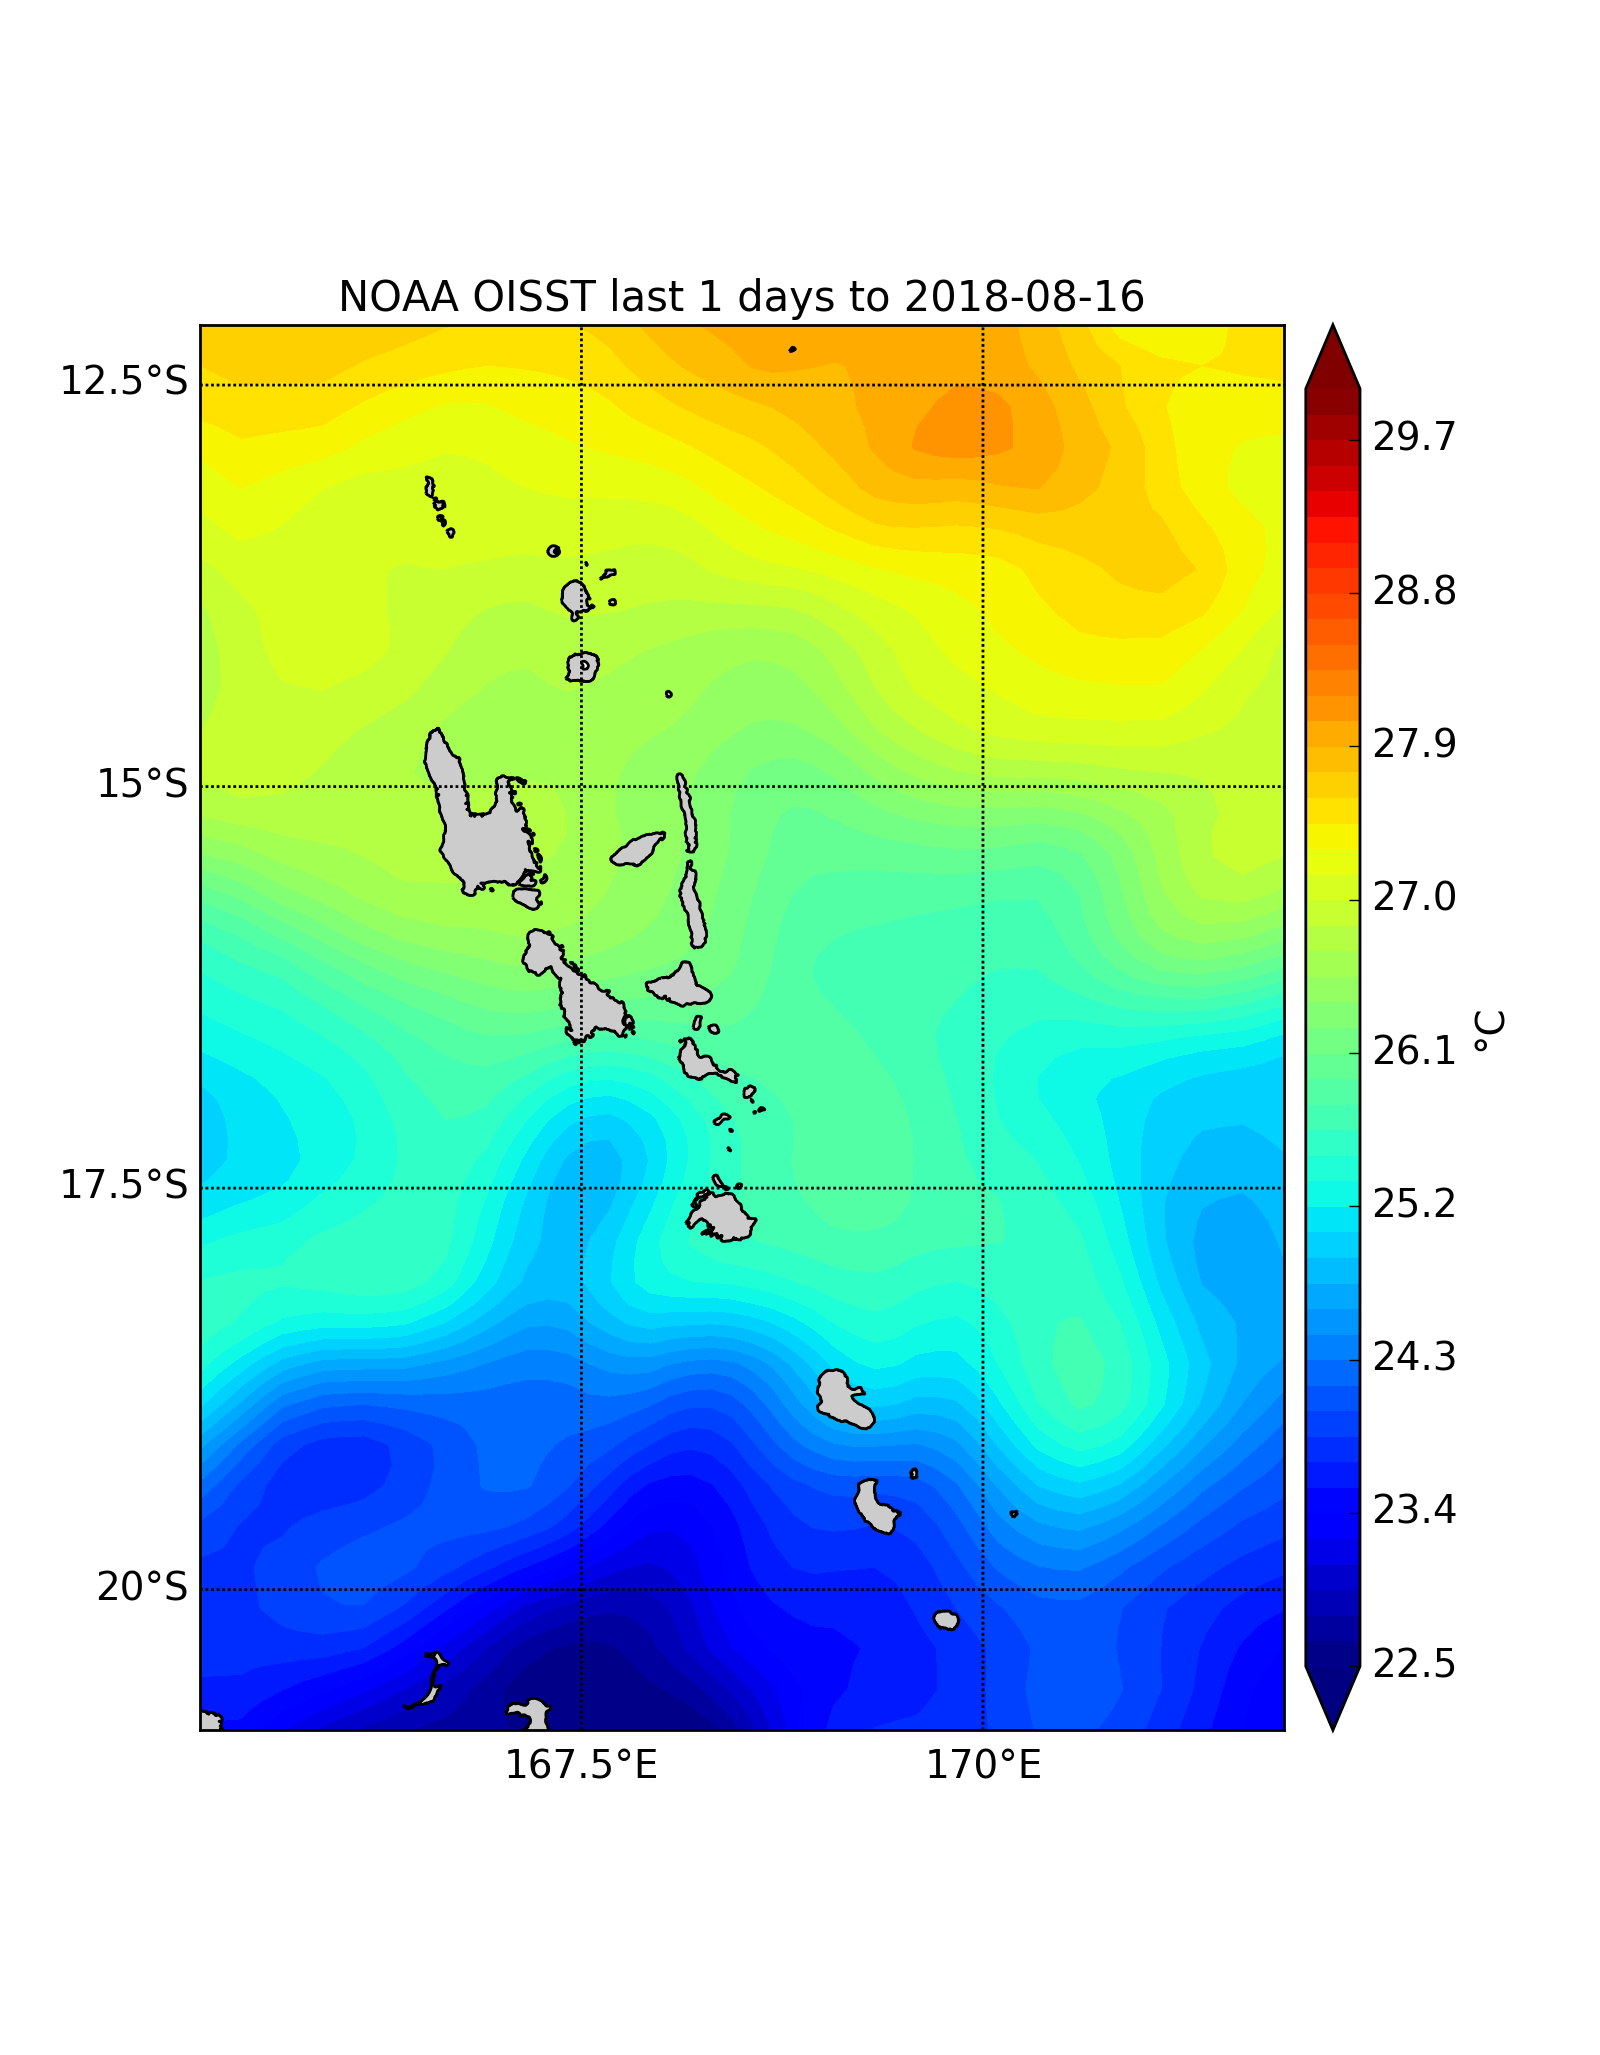 NOAA OISST last 1 days to 2018-08-16
12.5°S
15°S
17.5°S
20°S
167.5°E
170°E
29.7
28.8
27.9
27.0
26.1
25.2
24.3
23.4
22.5
°C